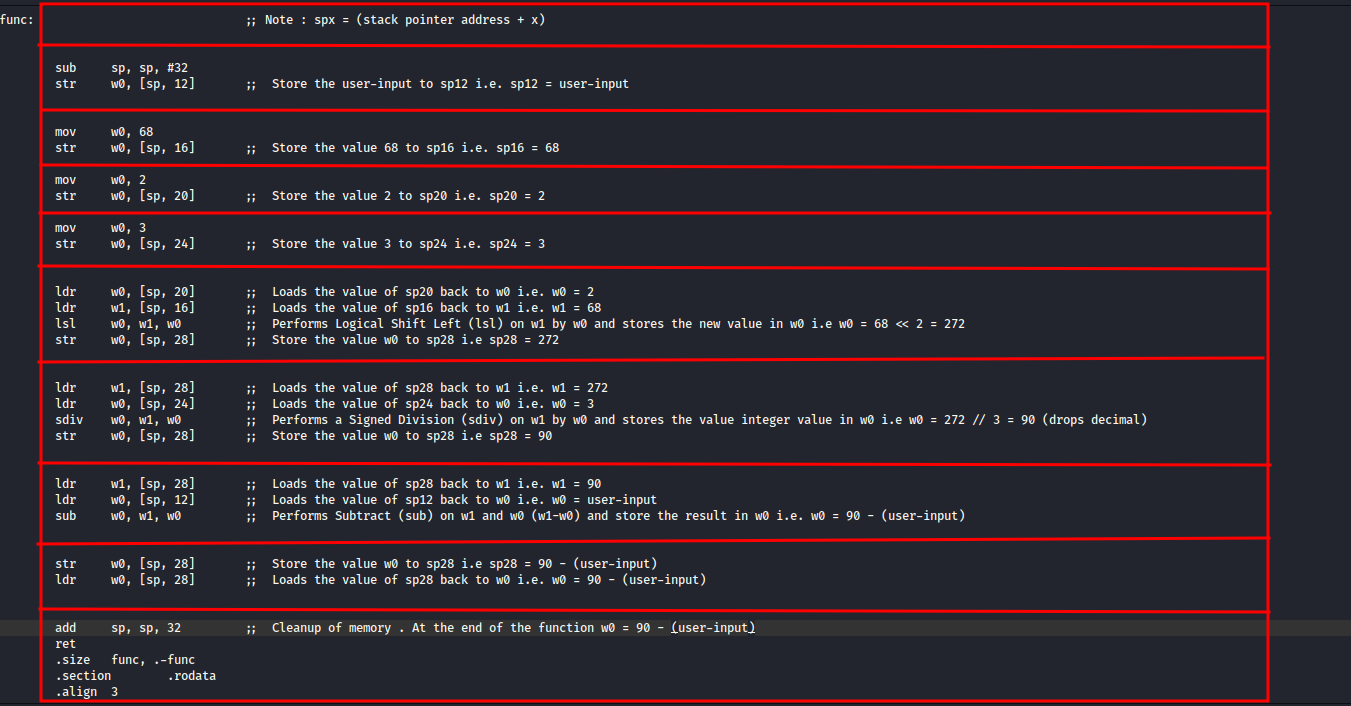 func: ;; Note : spx = (stack pointer address + x)
sub sp, sp, #32
str w0, [sp, 12] ;; Store the user-input to sp12 i.e. sp12 = user-input
mov w0, 68
str w0, [sp, 16] ;; Store the value 68 to sp16 i.e. sp16 = 68
mov w0, 2
str w0, [sp, 20] ;; Store the value 2 to sp20 i.e. sp20 = 2
mov w0, 3
str w0, [sp, 24] ;; Store the value 3 to sp24 i.e. sp24 = 3
ldr w0, [sp, 20] ;; Loads the value of sp20 back to w0 i.e. w0 = 2
ldr w1, [sp, 16] ;; Loads the value of sp16 back to w1 i.e. w1 = 68
lsl w0, w1, w0 ;; Performs Logical Shift Left (lsl) on w1 by w0 and stores the new value in w0 i.e w0 = 68 << 2 = 272
str w0, [sp, 28] ;; Store the value w0 to sp28 i.e sp28 = 272
ldr w1, [sp, 28] ;; Loads the value of sp28 back to w1 i.e. w1 = 272
ldr w0, [sp, 24] ;; Loads the value of sp24 back to w0 i.e. w0 = 3
sdiv w0, w1, w0 ;; Performs a Signed Division (sdiv) on w1 by w0 and stores the value integer value in w0 i.e w0 = 272 // 3 = 90 (drops decimal)
str w0, [sp, 28] ;; Store the value w0 to sp28 i.e sp28 = 90
ldr w1, [sp, 28] ;; Loads the value of sp28 back to w1 i.e. w1 = 90
ldr w0, [sp, 12] ;; Loads the value of sp12 back to w0 i.e. w0 = user-input
sub w0, w1, w0 ;; Performs Subtract (sub) on w1 and w0 (w1-w0) and store the result in w0 i.e. w0 = 90 - (user-input)
str w0, [sp, 28] ;; Store the value w0 to sp28 i.e sp28 = 90 - (user-input)
ldr w0, [sp, 28] ;; Loads the value of sp28 back to w0 i.e. w0 = 90 - (user-input)
add sp, sp, 32 ;; Cleanup of memory . At the end of the function w0 = 90 - (user-input)
ret
.size func, .-func
.section .rodata
.align 3